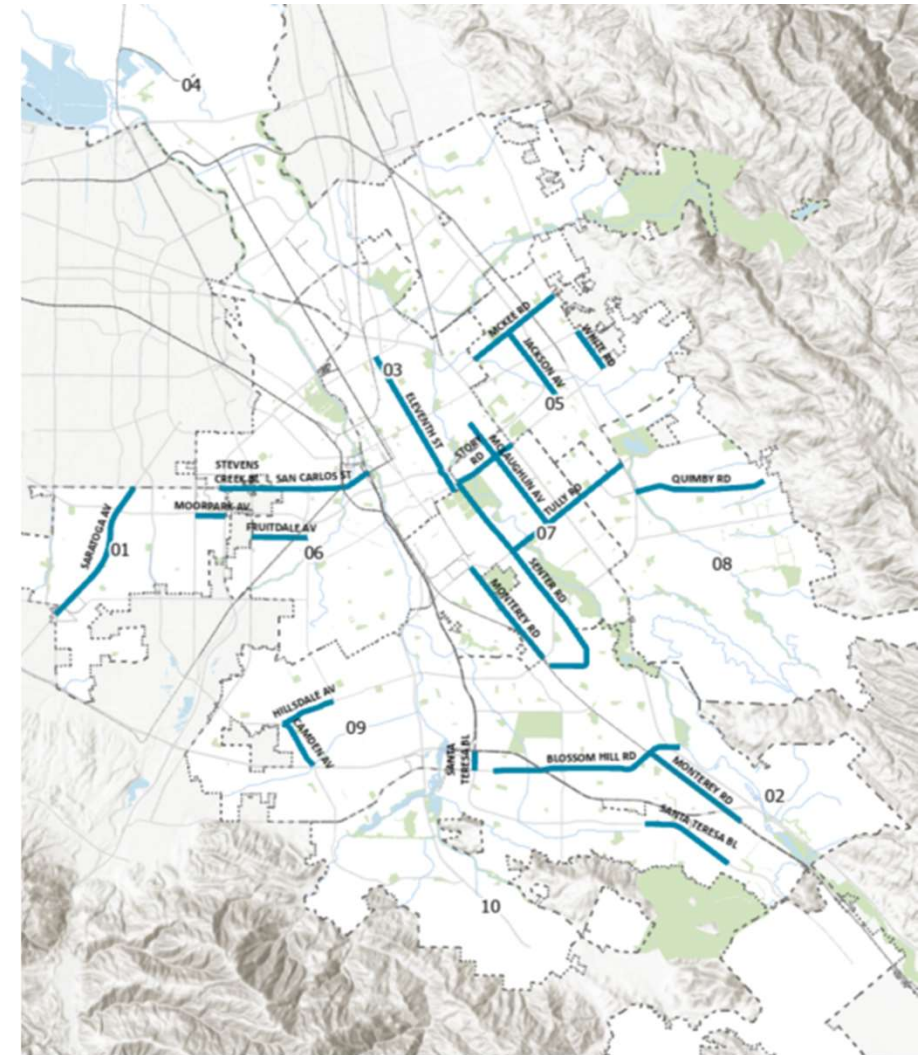 04
MCKEE RD
WHITE RD
JACKSON AV
03
05
ELEVENTH ST
STORY
RD
MCLAUGHLIN AV
TULLY RD
STEVENS
CREEK BL
SAN CARLOS ST
QUIMBY RD
MOORPARK AV
FRUITDALE AV
SARATOGA AV
01
06
07
08
SENTER RD
MONTEREY RD
HILLSDALE AV
CAMDEN AV
09
SANTA
TERESA BL
BLOSSOM HILL RD
MONTEREY RD
02
SANTA TERESA BL
10